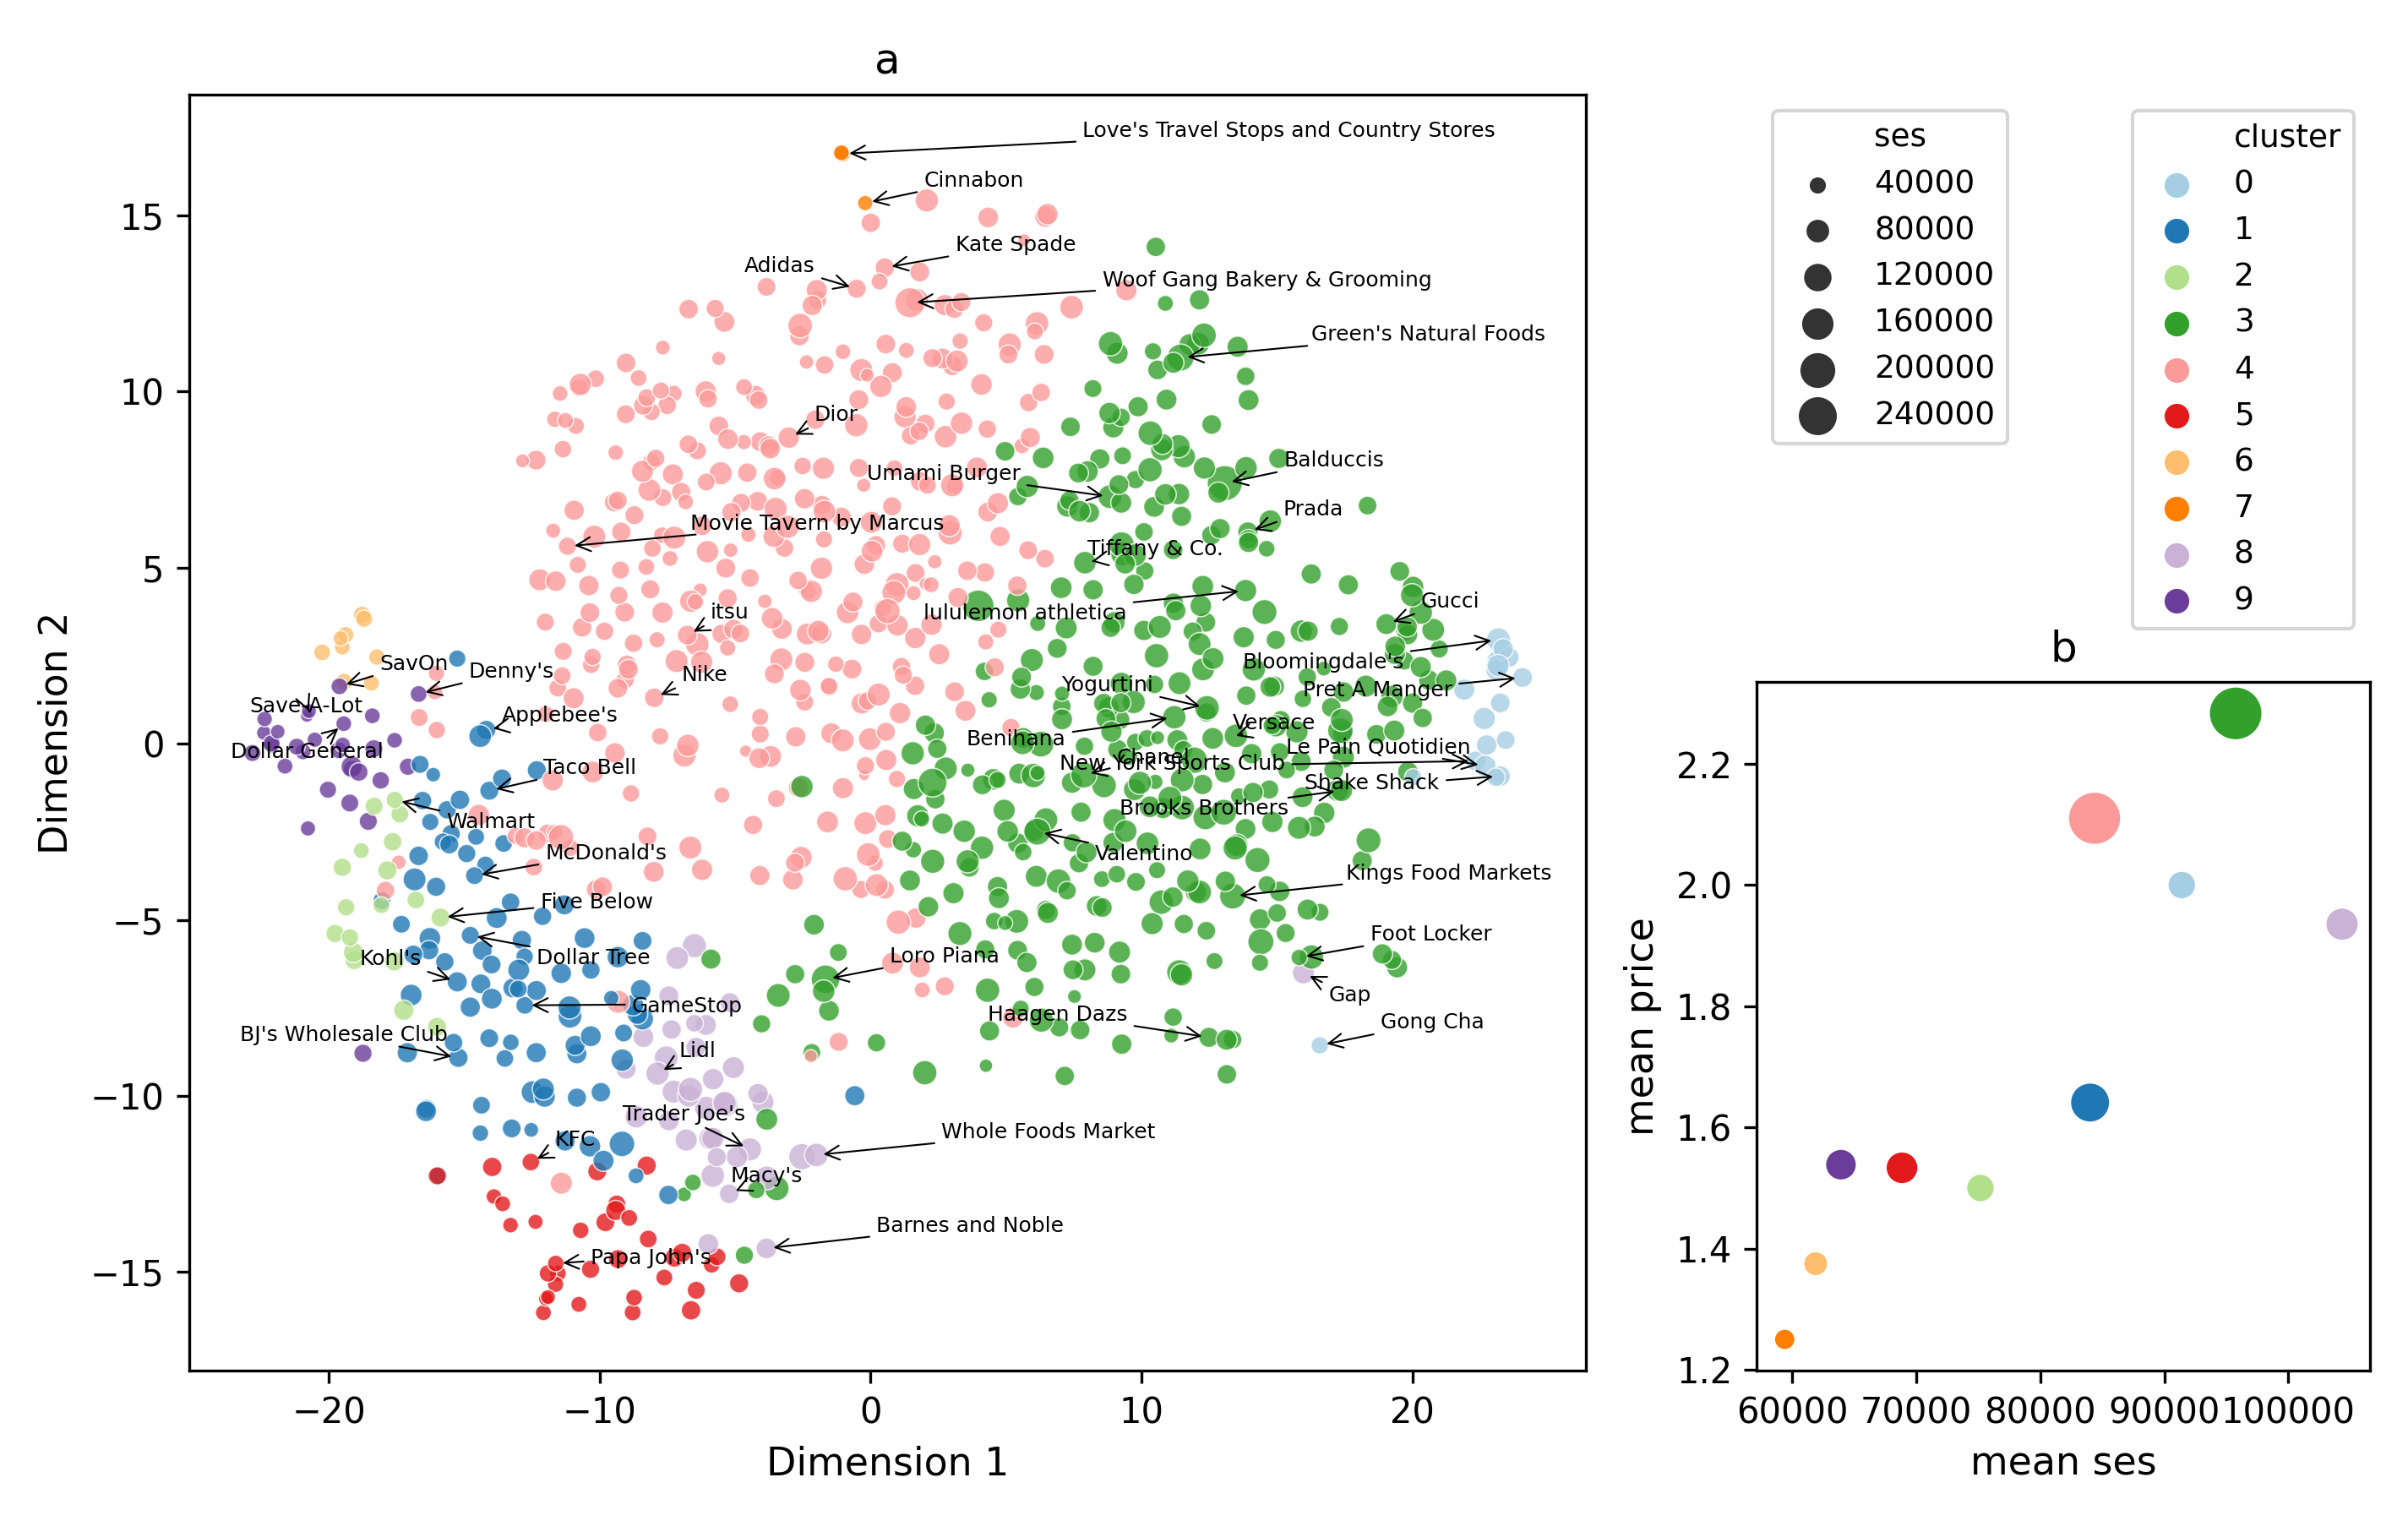 a
Love's Travel Stops and Country Stores
Cinnabon
Kate Spade
Adidas
Woof Gang Bakery & Grooming
Green's Natural Foods
Dior
Umami Burger
Balduccis
Prada
Movie Tavern by Marcus
Tiffany & Co.
itsu
lululemon athletica
Gucci
SavOn
Denny's
Nike
Bloomingdale's
Yogurtini
Pret A Manger
Save-A-Lot
Applebee's
Versace
Benihana
Dollar General
Chanel
Le Pain Quotidien
Taco Bell
New York Sports Club
Shake Shack
Brooks Brothers
Walmart
McDonald's
Valentino
Kings Food Markets
Five Below
Foot Locker
Kohl's
Dollar Tree
Loro Piana
Gap
GameStop
Haagen Dazs
Gong Cha
BJ's Wholesale Club
Lidl
Trader Joe's
Whole Foods Market
KFC
Macy's
Barnes and Noble
Papa John's
15
10
5
0
−5
−10
−15
Dimension 2
−20
−10
0
10
20
Dimension 1
ses
40000
80000
120000
160000
200000
240000
cluster
0
1
2
3
4
5
6
7
8
9
b
2.2
2.0
1.8
1.6
1.4
1.2
mean price
60000
70000
80000
90000
100000
mean ses